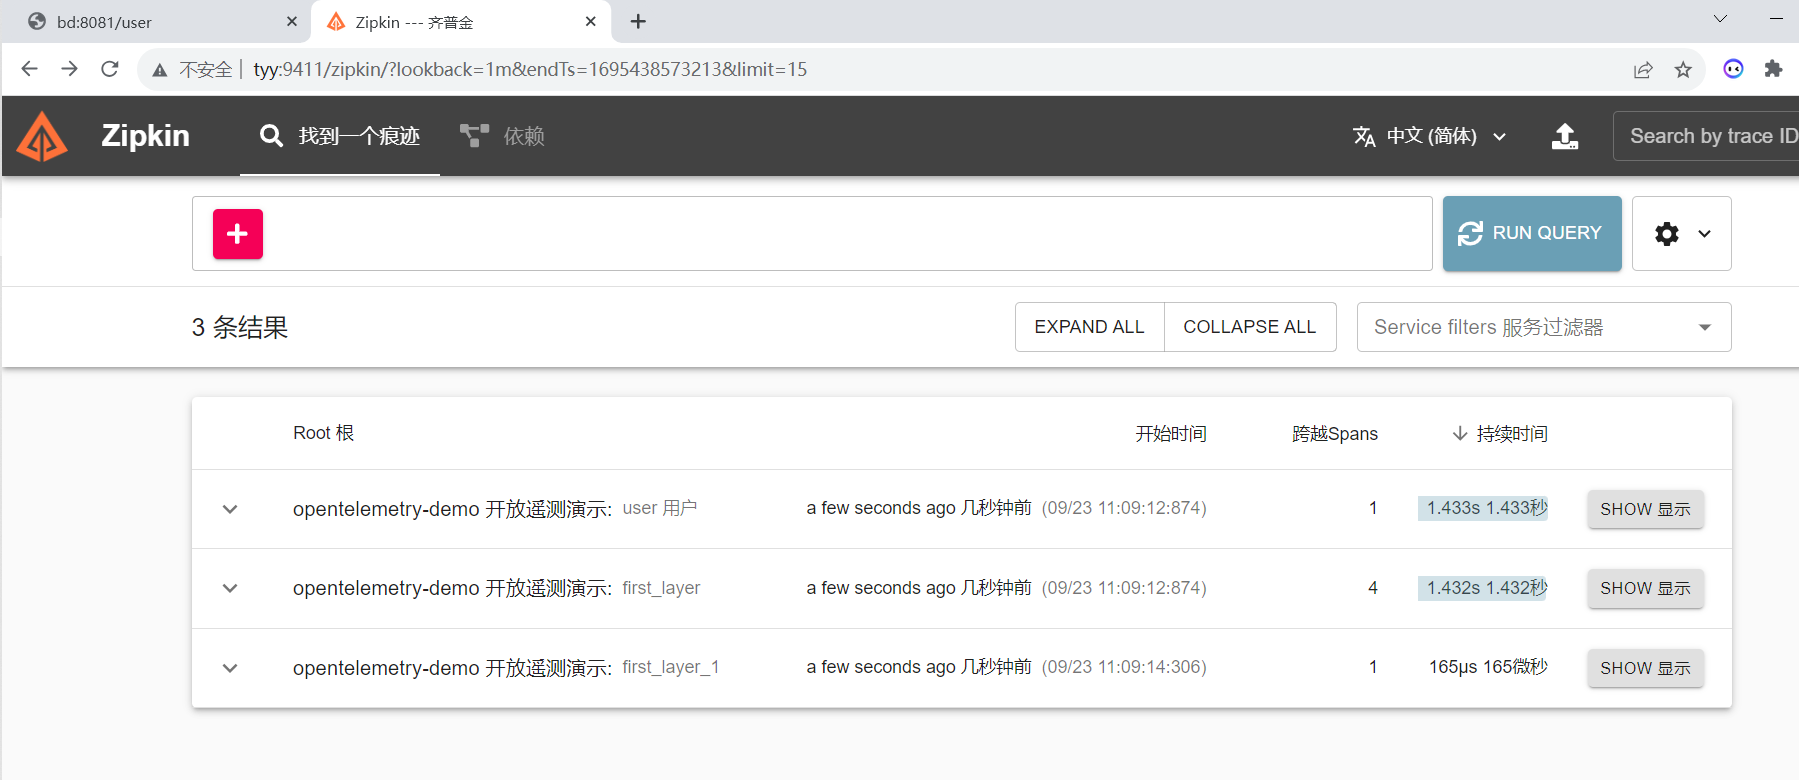 bd:8081/user
Zipkin --- 齐普金
不安全 | tyy:9411/zipkin/?lookback=1m&endTs=1695438573213&limit=15
Zipkin 找到一个痕迹 依赖 中文 (简体) Search by trace ID
RUN QUERY
3 条结果 EXPAND ALL COLLAPSE ALL Service filters 服务过滤器
Root 根 开始时间 跨越Spans 持续时间
opentelemetry-demo 开放遥测演示: user 用户 a few seconds ago 几秒钟前 (09/23 11:09:12:874) 1 1.433s 1.433秒 SHOW 显示
opentelemetry-demo 开放遥测演示: first_layer a few seconds ago 几秒钟前 (09/23 11:09:12:874) 4 1.432s 1.432秒 SHOW 显示
opentelemetry-demo 开放遥测演示: first_layer_1 a few seconds ago 几秒钟前 (09/23 11:09:14:306) 1 165μs 165微秒 SHOW 显示